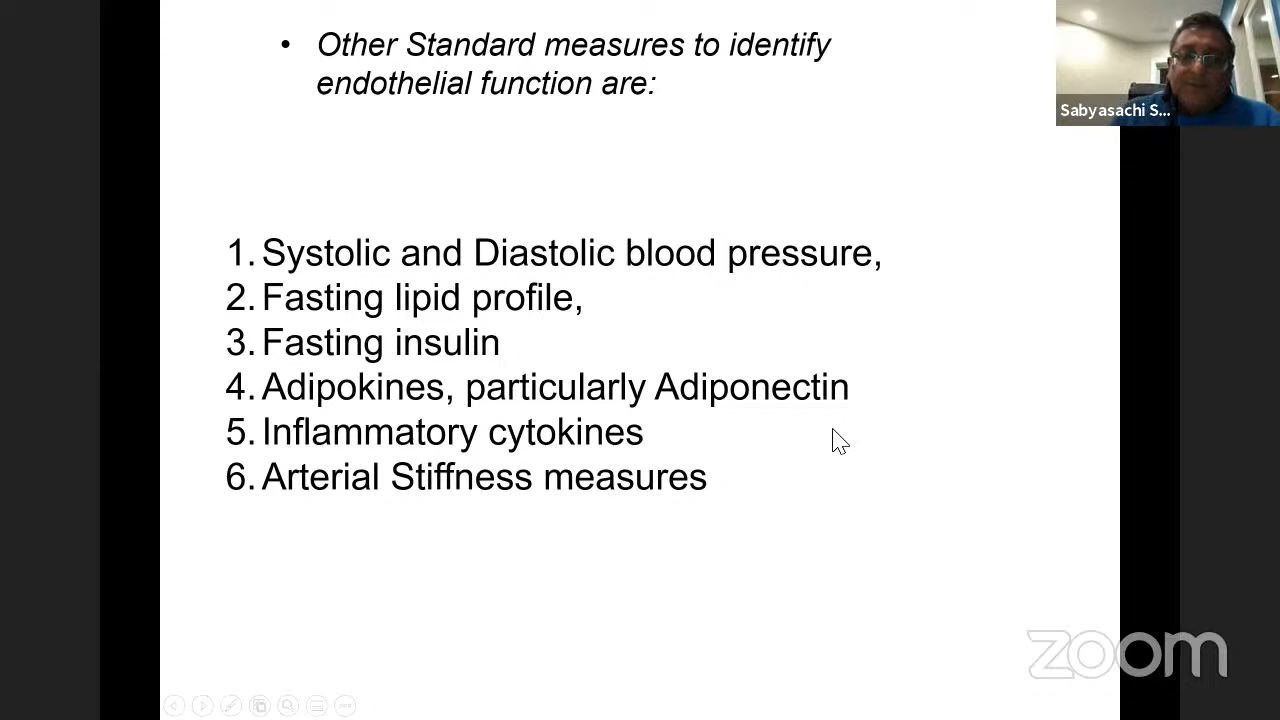 • Other Standard measures to identify
endothelial function are:
Sabyasachi S...
1. Systolic and Diastolic blood pressure,
2. Fasting lipid profile,
3. Fasting insulin
4. Adipokines, particularly Adiponectin
5. Inflammatory cytokines
6. Arterial Stiffness measures
zoom